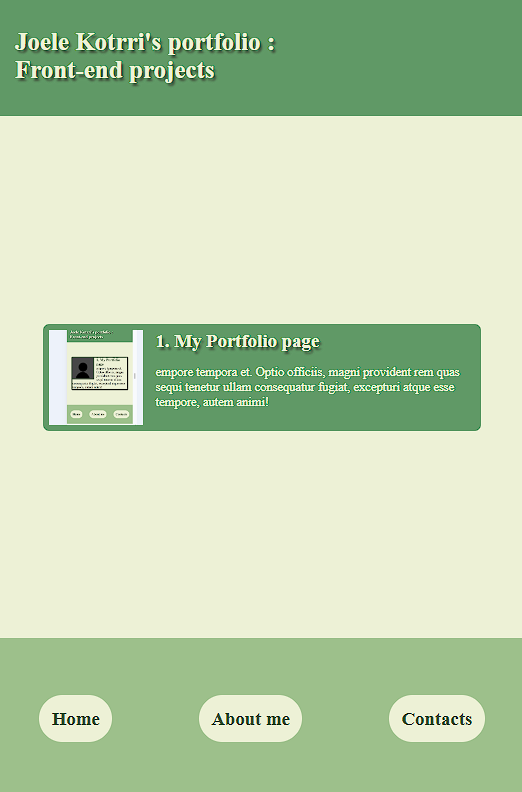 Joele Kotrri's portfolio :
Front-end projects
1. My Portfolio page
empore tempora et. Optio officiis, magni provident rem quas
sequi tenetur ullam consequatur fugiat, excepturi atque esse
tempore, autem animi!
Home
About me
Contacts